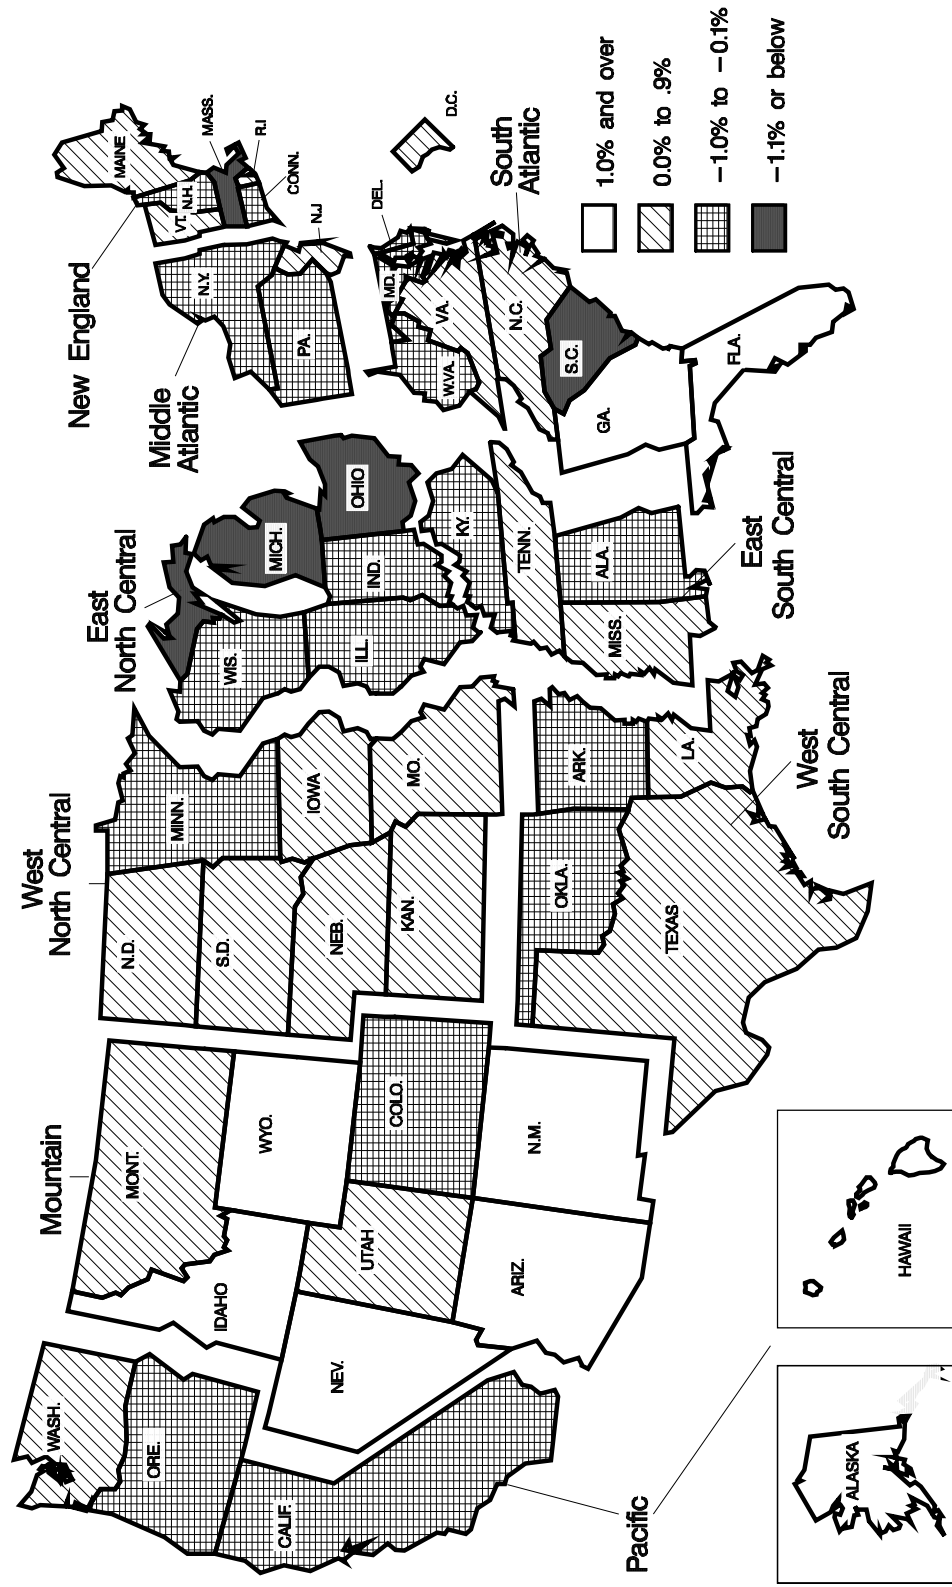 New England
Middle
Atlantic
East
North Central
West
North Central
Mountain
Pacific
South
Atlantic
East
South Central
West
South Central
MAINE
VT.
N.H.
MASS.
R.I
CONN.
N.Y.
PA.
N.J
DEL.
MD.
D.C.
VA.
W.VA.
N.C.
S.C.
GA.
FLA.
OHIO
MICH.
IND.
ILL.
WIS.
KY.
TENN.
ALA.
MISS.
MINN.
IOWA
MO.
N.D.
S.D.
NEB.
KAN.
ARK.
LA.
OKLA.
TEXAS
MONT.
WYO.
COLO.
N.M.
IDAHO
UTAH
ARIZ.
NEV.
WASH.
ORE.
CALIF.
ALASKA
HAWAII
1.0% and over
0.0% to .9%
−1.0% to −0.1%
−1.1% or below